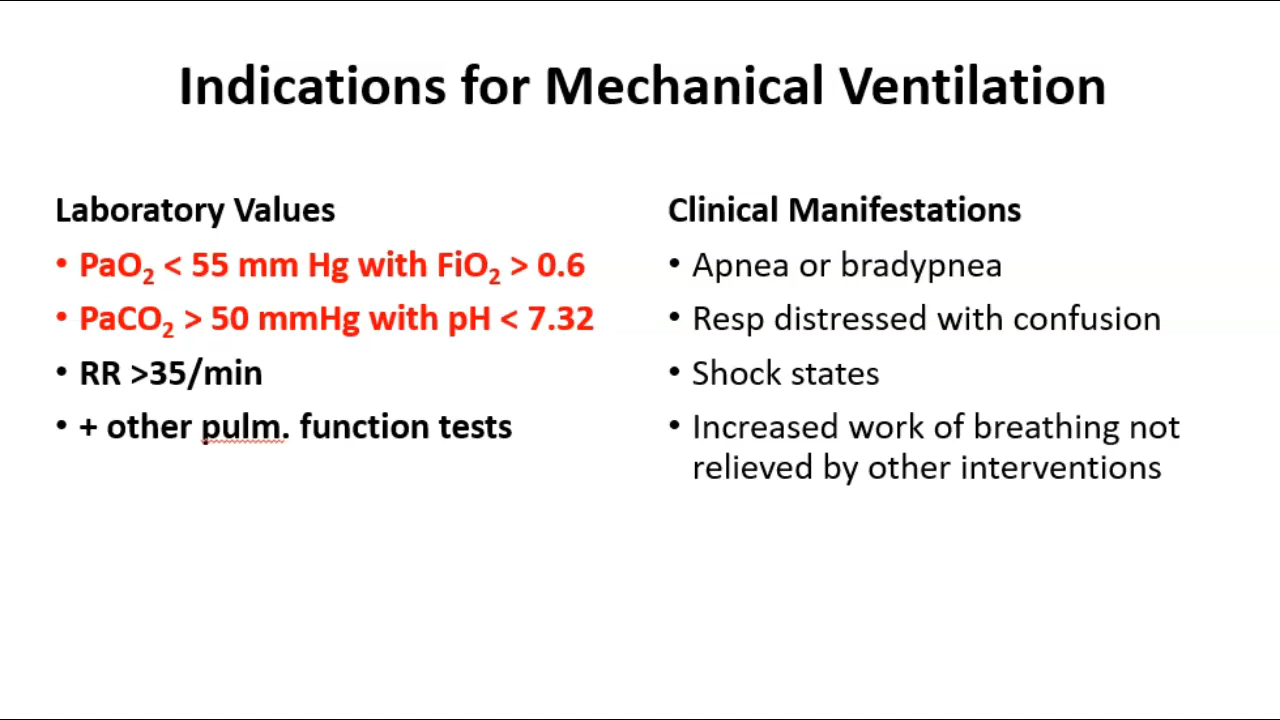 Indications for Mechanical Ventilation
Laboratory Values
• PaO₂ < 55 mm Hg with FiO₂ > 0.6
• PaCO₂ > 50 mmHg with pH < 7.32
• RR >35/min
• + other pulm. function tests
Clinical Manifestations
• Apnea or bradypnea
• Resp distressed with confusion
• Shock states
• Increased work of breathing not
relieved by other interventions